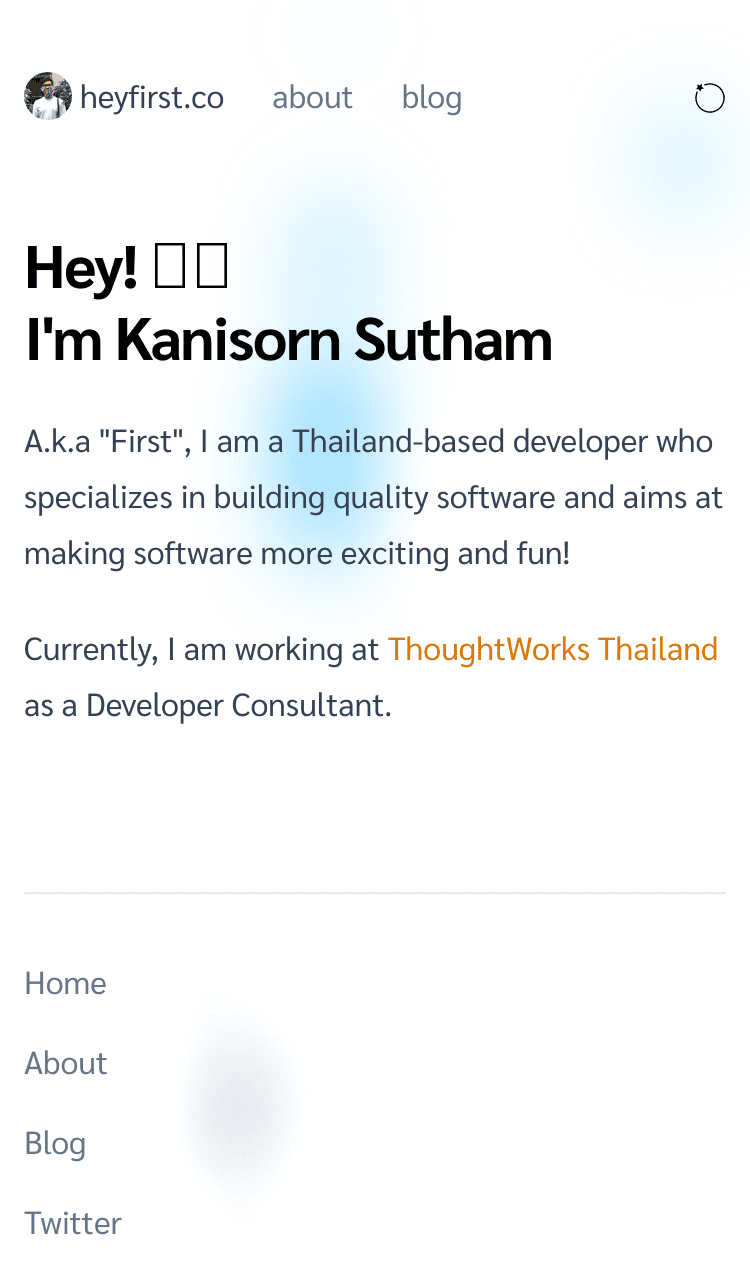 heyfirst.co about blog
Hey!
I'm Kanisorn Sutham
A.k.a "First", I am a Thailand-based developer who
specializes in building quality software and aims at
making software more exciting and fun!
Currently, I am working at ThoughtWorks Thailand
as a Developer Consultant.
Home
About
Blog
Twitter